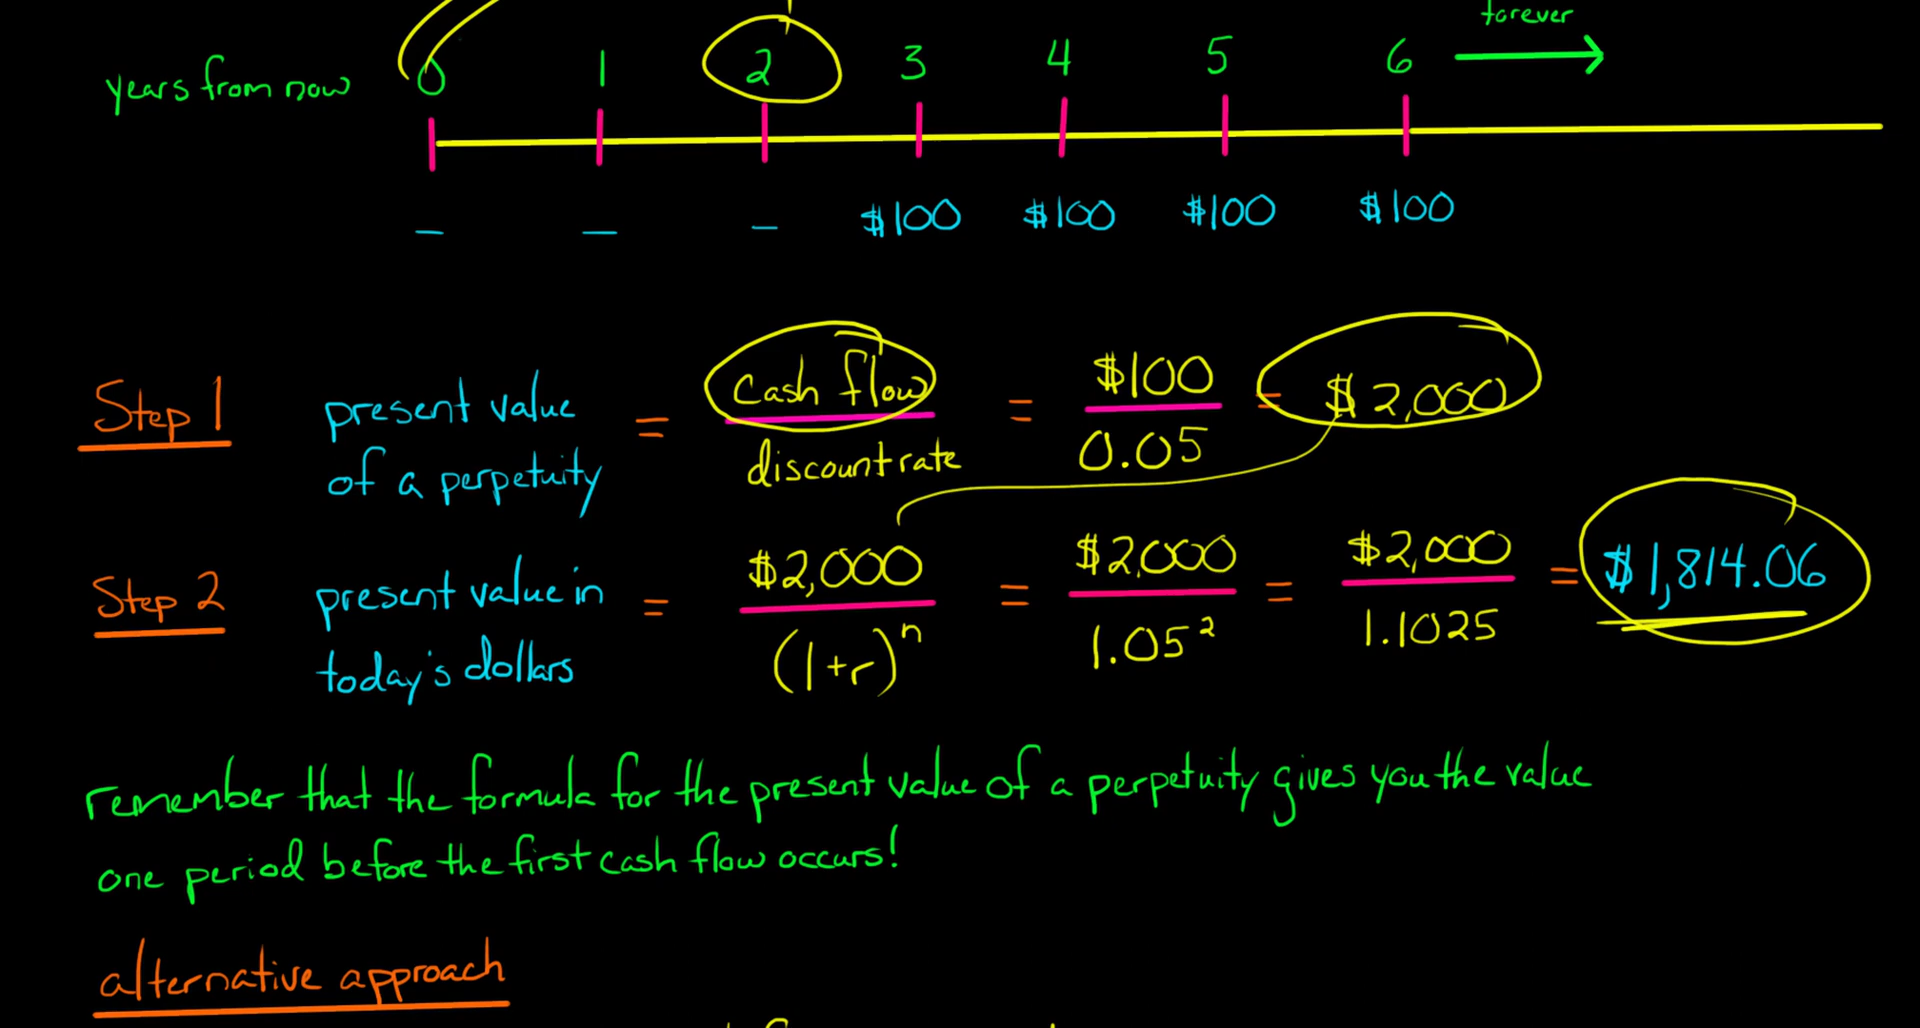 forever
years from now 0 1 2 3 4 5 6
- - - $100 $100 $100 $100
Step 1 present value of a perpetuity = cash flow / discount rate = $100 / 0.05 = $2,000
Step 2 present value in today's dollars = $2,000 / (1+r)^n = $2,000 / 1.05² = $2,000 / 1.1025 = $1,814.06
remember that the formula for the present value of a perpetuity gives you the value
one period before the first cash flow occurs!
alternative approach